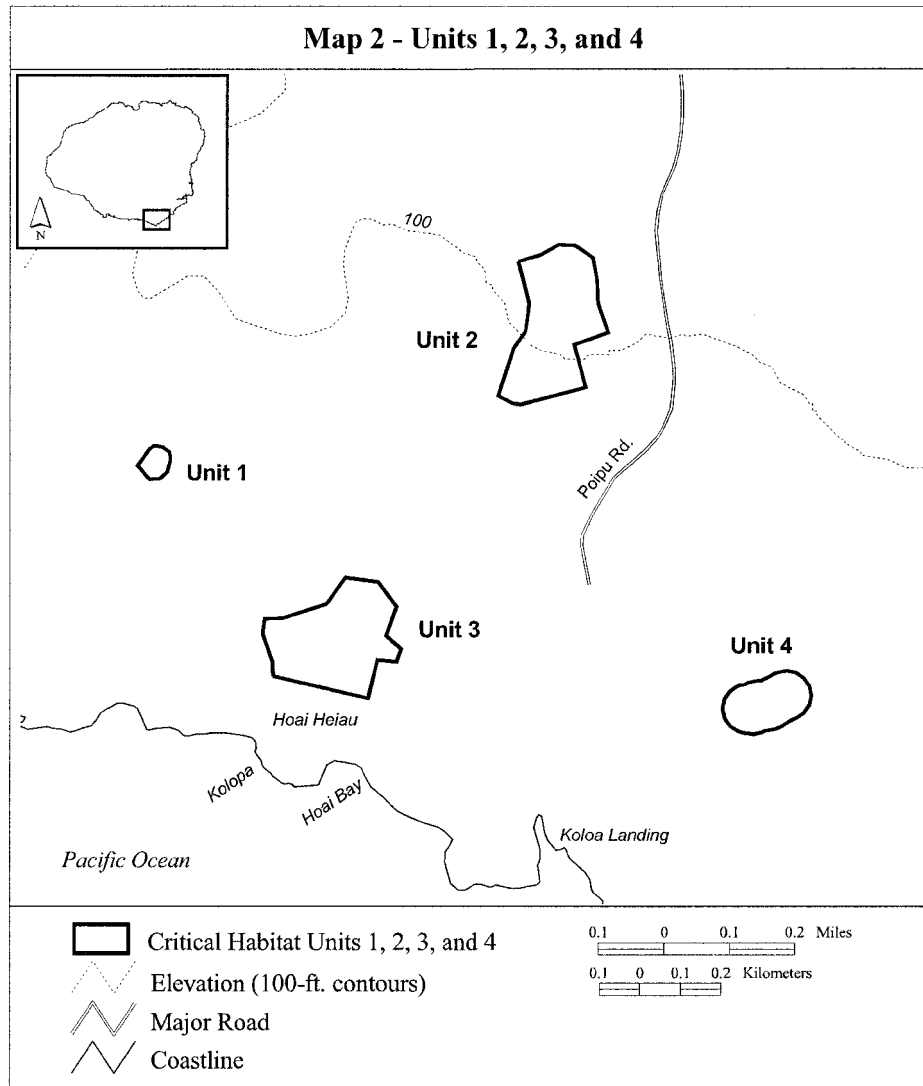 Map 2 - Units 1, 2, 3, and 4
N
100
Unit 2
Poipu Rd.
Unit 1
Unit 3
Unit 4
Hoai Heiau
Kolopa
Hoai Bay
Koloa Landing
Pacific Ocean
Critical Habitat Units 1, 2, 3, and 4
Elevation (100-ft. contours)
Major Road
Coastline
0.1 0 0.1 0.2 Miles
0.1 0 0.1 0.2 Kilometers